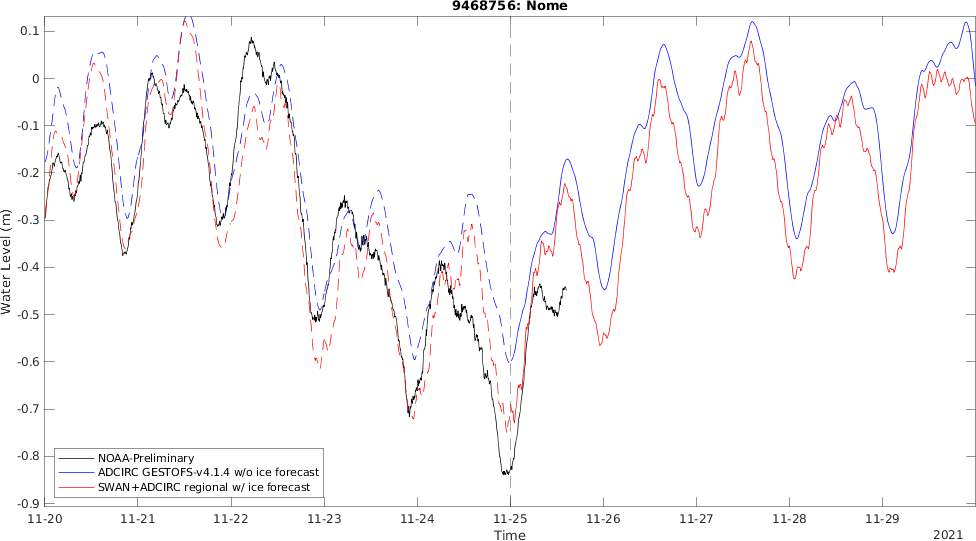 9468756: Nome
Water Level (m)
0.1
0
-0.1
-0.2
-0.3
-0.4
-0.5
-0.6
-0.7
-0.8
-0.9
NOAA-Preliminary
ADCIRC GESTOFS-v4.1.4 w/o ice forecast
SWAN+ADCIRC regional w/ ice forecast
11-20 11-21 11-22 11-23 11-24 11-25 11-26 11-27 11-28 11-29
Time
2021